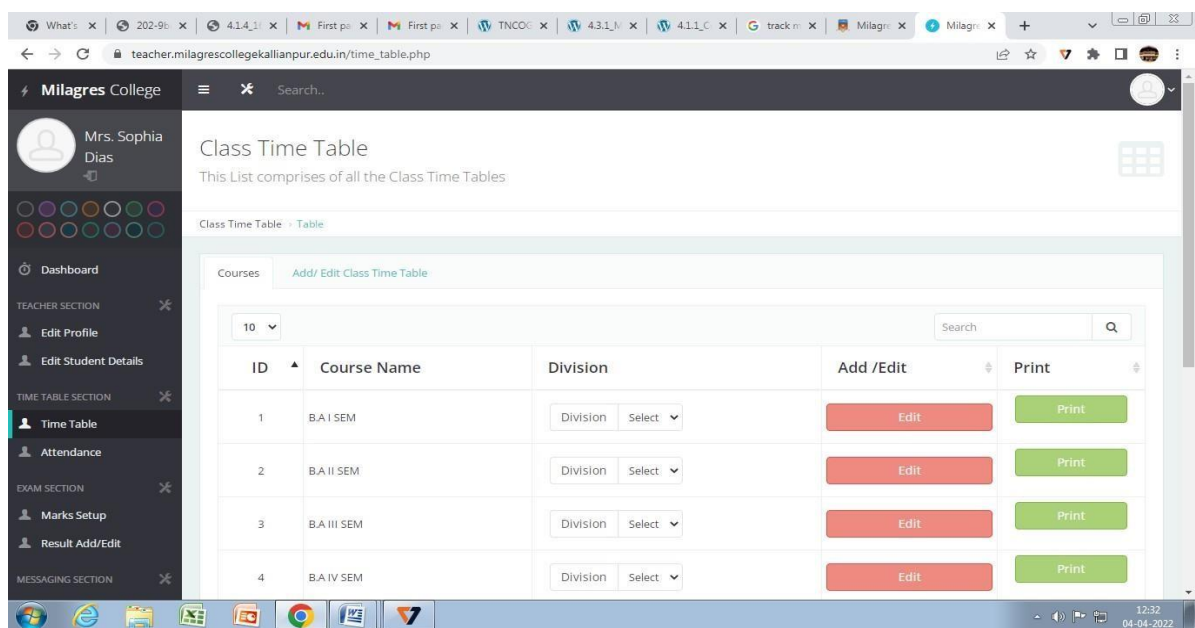 What's
202-9b
4.1.4_1
First pa
First pa
TNCOG
4.3.1_M
4.1.1_C
track m
Milagre
Milagre
teacher.milagrescollegekallianpur.edu.in/time_table.php
Milagres College
Search..
Mrs. Sophia
Dias
Class Time Table
This List comprises of all the Class Time Tables
Class Time Table › Table
Dashboard
TEACHER SECTION
Edit Profile
Edit Student Details
TIME TABLE SECTION
Time Table
Attendance
EXAM SECTION
Marks Setup
Result Add/Edit
MESSAGING SECTION
Courses Add/ Edit Class Time Table
10 Search
ID Course Name Division Add /Edit Print
1 B.A I SEM Division Select Edit Print
2 B.A II SEM Division Select Edit Print
3 B.A III SEM Division Select Edit Print
4 B.A IV SEM Division Select Edit Print
12:32
04-04-2022